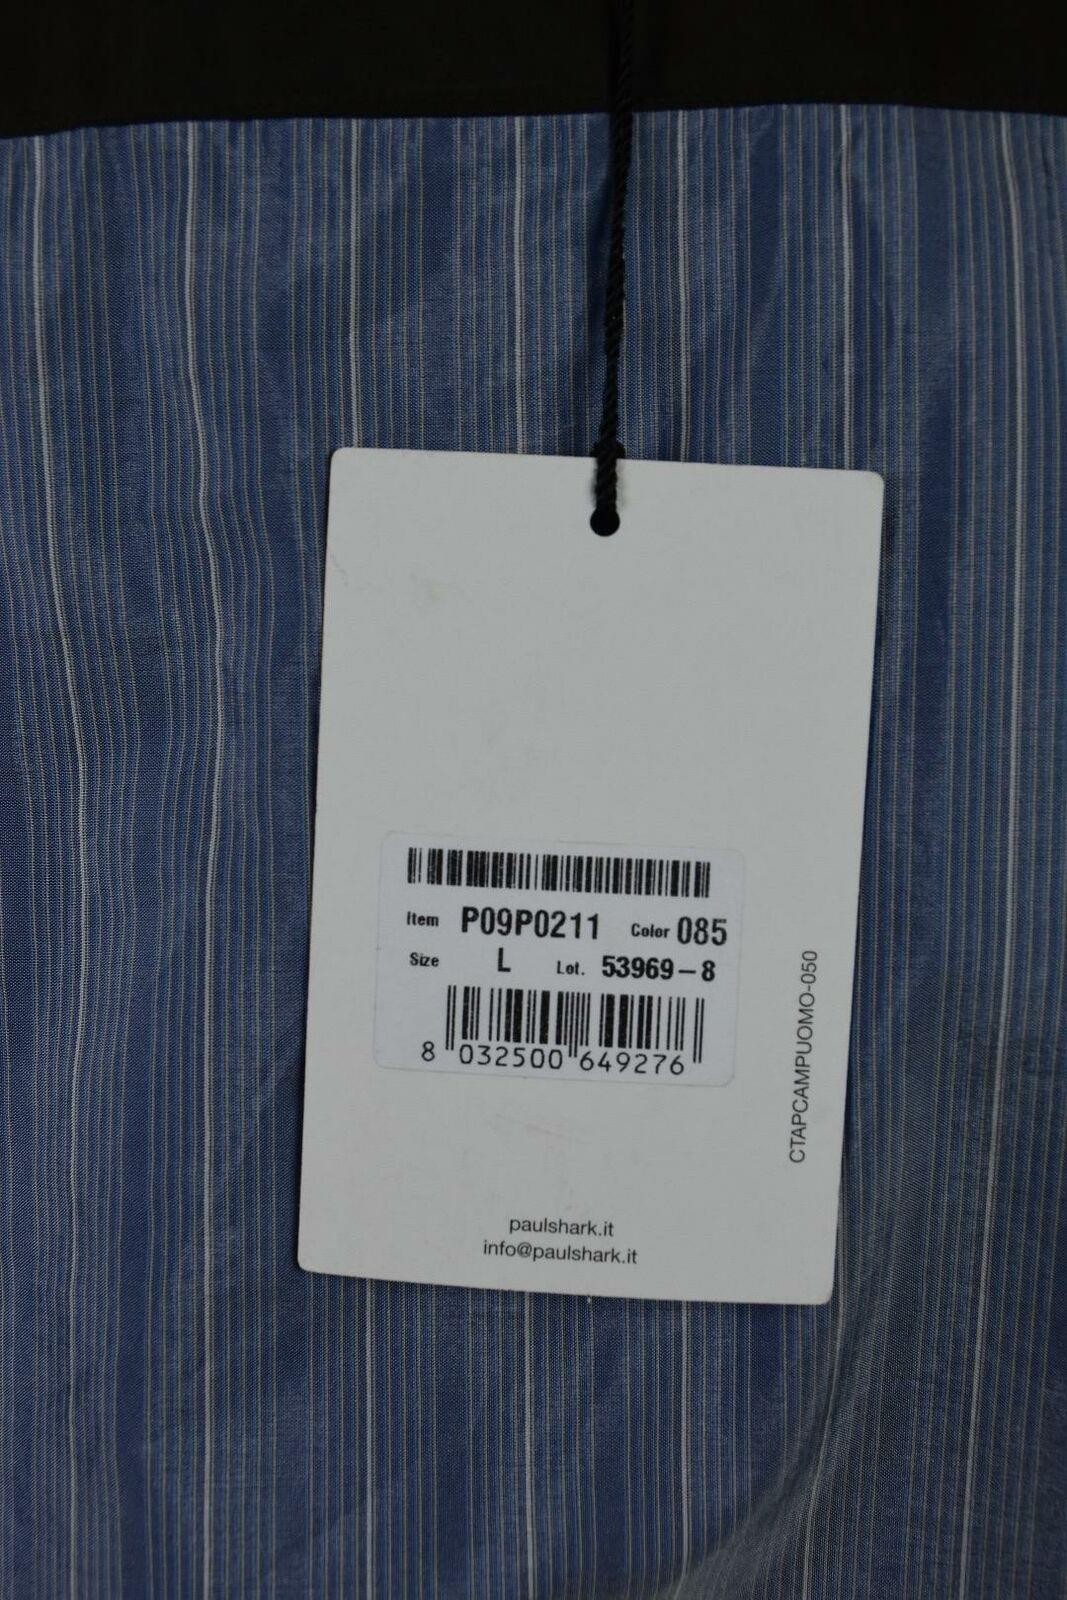 Item P09P0211 Color 085
Size L Lot. 53969-8
8 032500 649276
CTAPCAMPUOMO-050
paulshark.it
info@paulshark.it